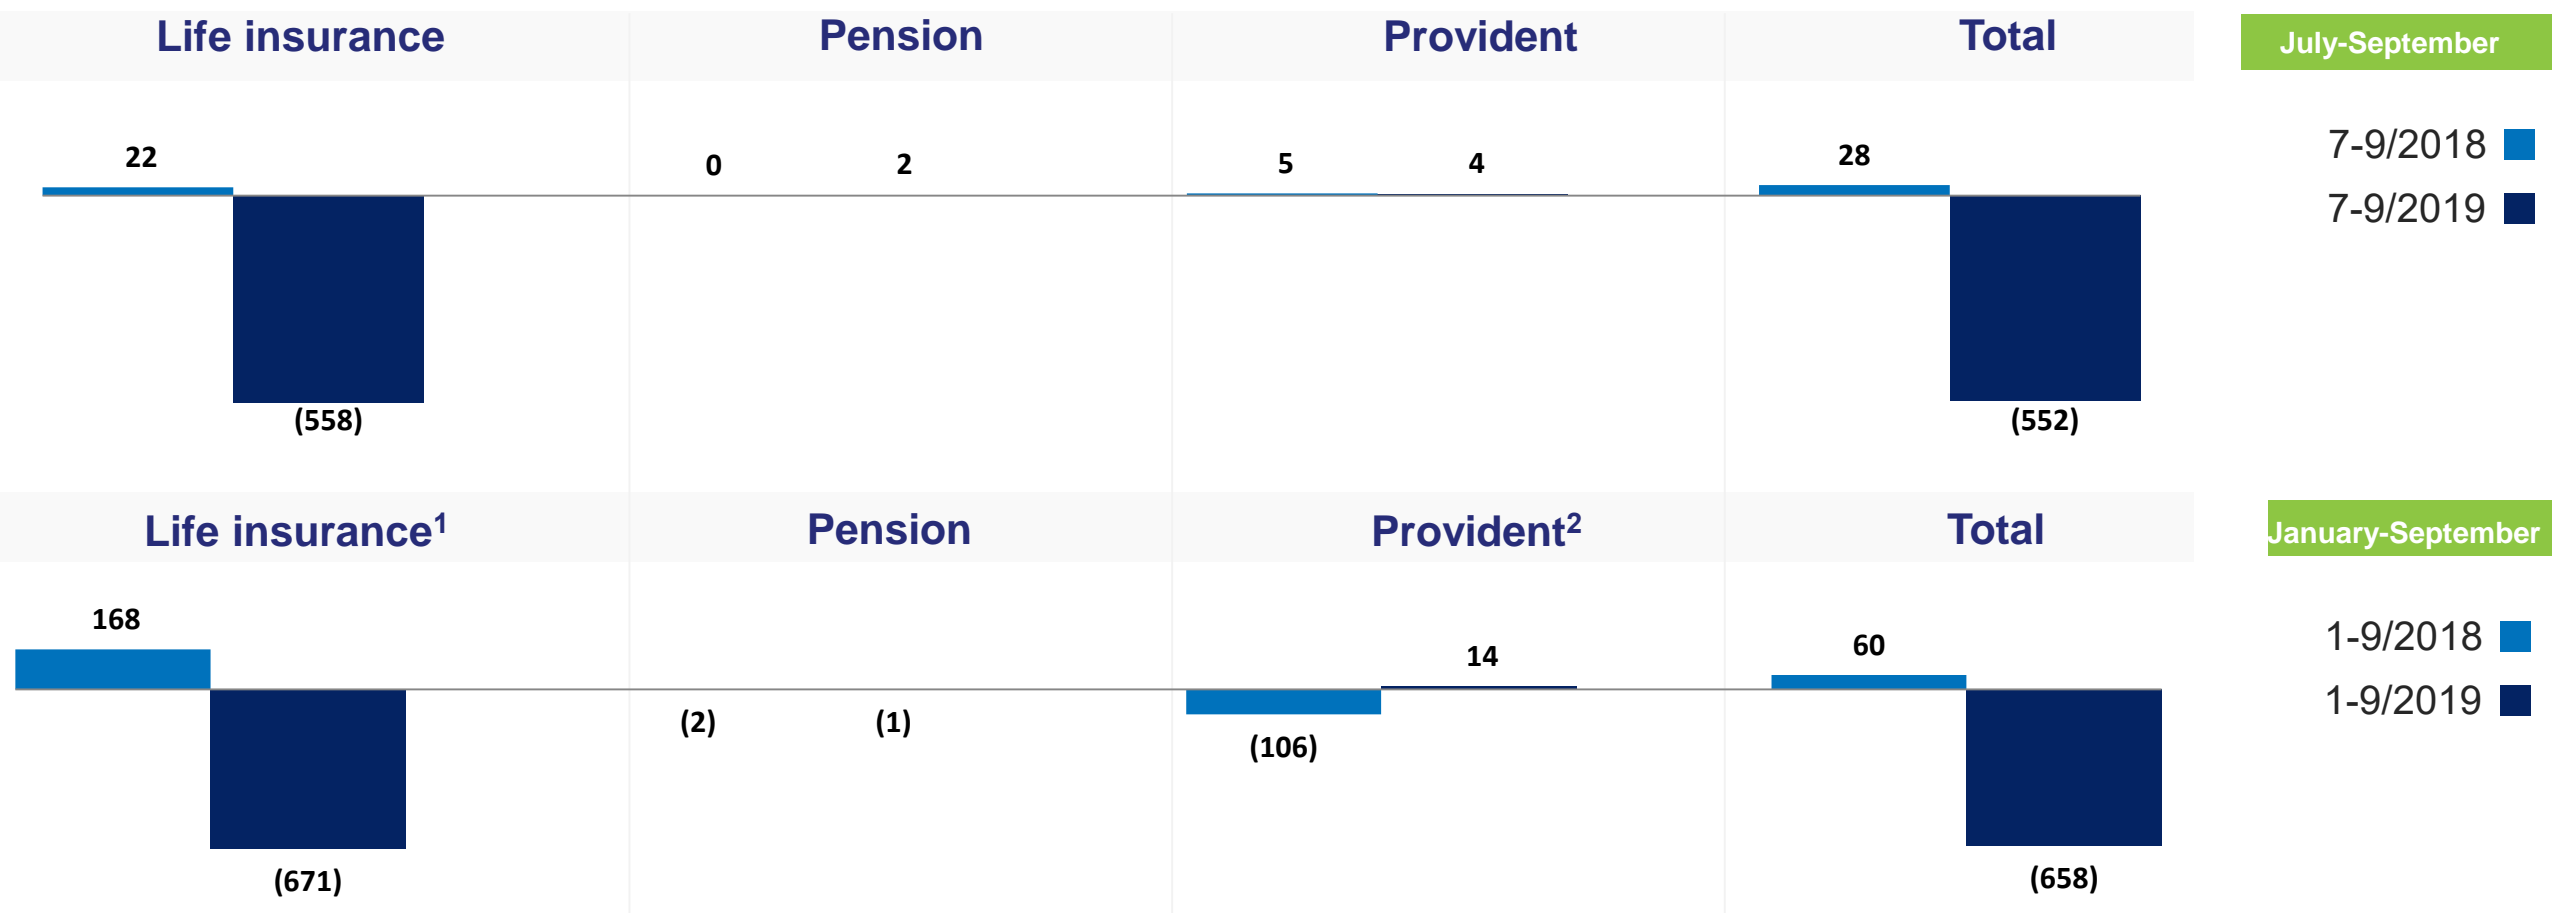 Life insurance Pension Provident Total July-September
22 0 2 5 4 28
7-9/2018
7-9/2019
(558) (552)
Life insurance¹ Pension Provident² Total January-September
168 14 60
1-9/2018
1-9/2019
(2) (1) (106)
(671) (658)